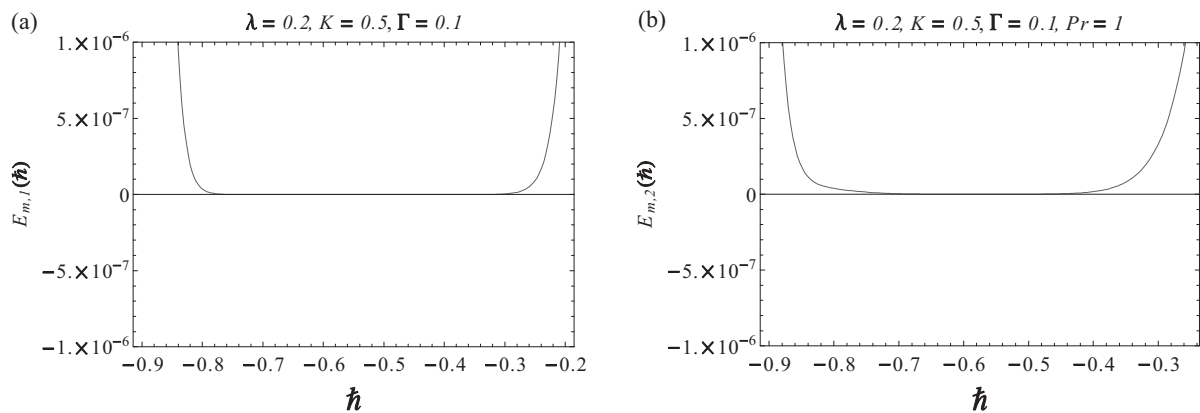 (a)
λ = 0.2, K = 0.5, Γ = 0.1
1.×10⁻⁶
5.×10⁻⁷
0
−5.×10⁻⁷
−1.×10⁻⁶
E_{m,1}(ℏ)
−0.9 −0.8 −0.7 −0.6 −0.5 −0.4 −0.3 −0.2
ℏ
(b)
λ = 0.2, K = 0.5, Γ = 0.1, Pr = 1
1.×10⁻⁶
5.×10⁻⁷
0
−5.×10⁻⁷
−1.×10⁻⁶
E_{m,2}(ℏ)
−0.9 −0.8 −0.7 −0.6 −0.5 −0.4 −0.3
ℏ